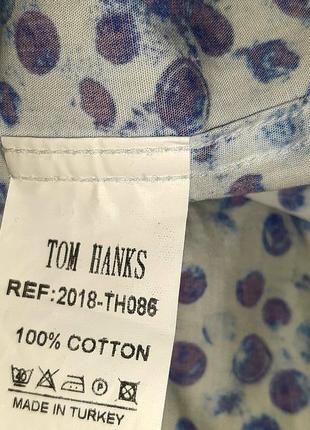 TOM HANKS
REF:2018-TH086
100% COTTON
MADE IN TURKEY